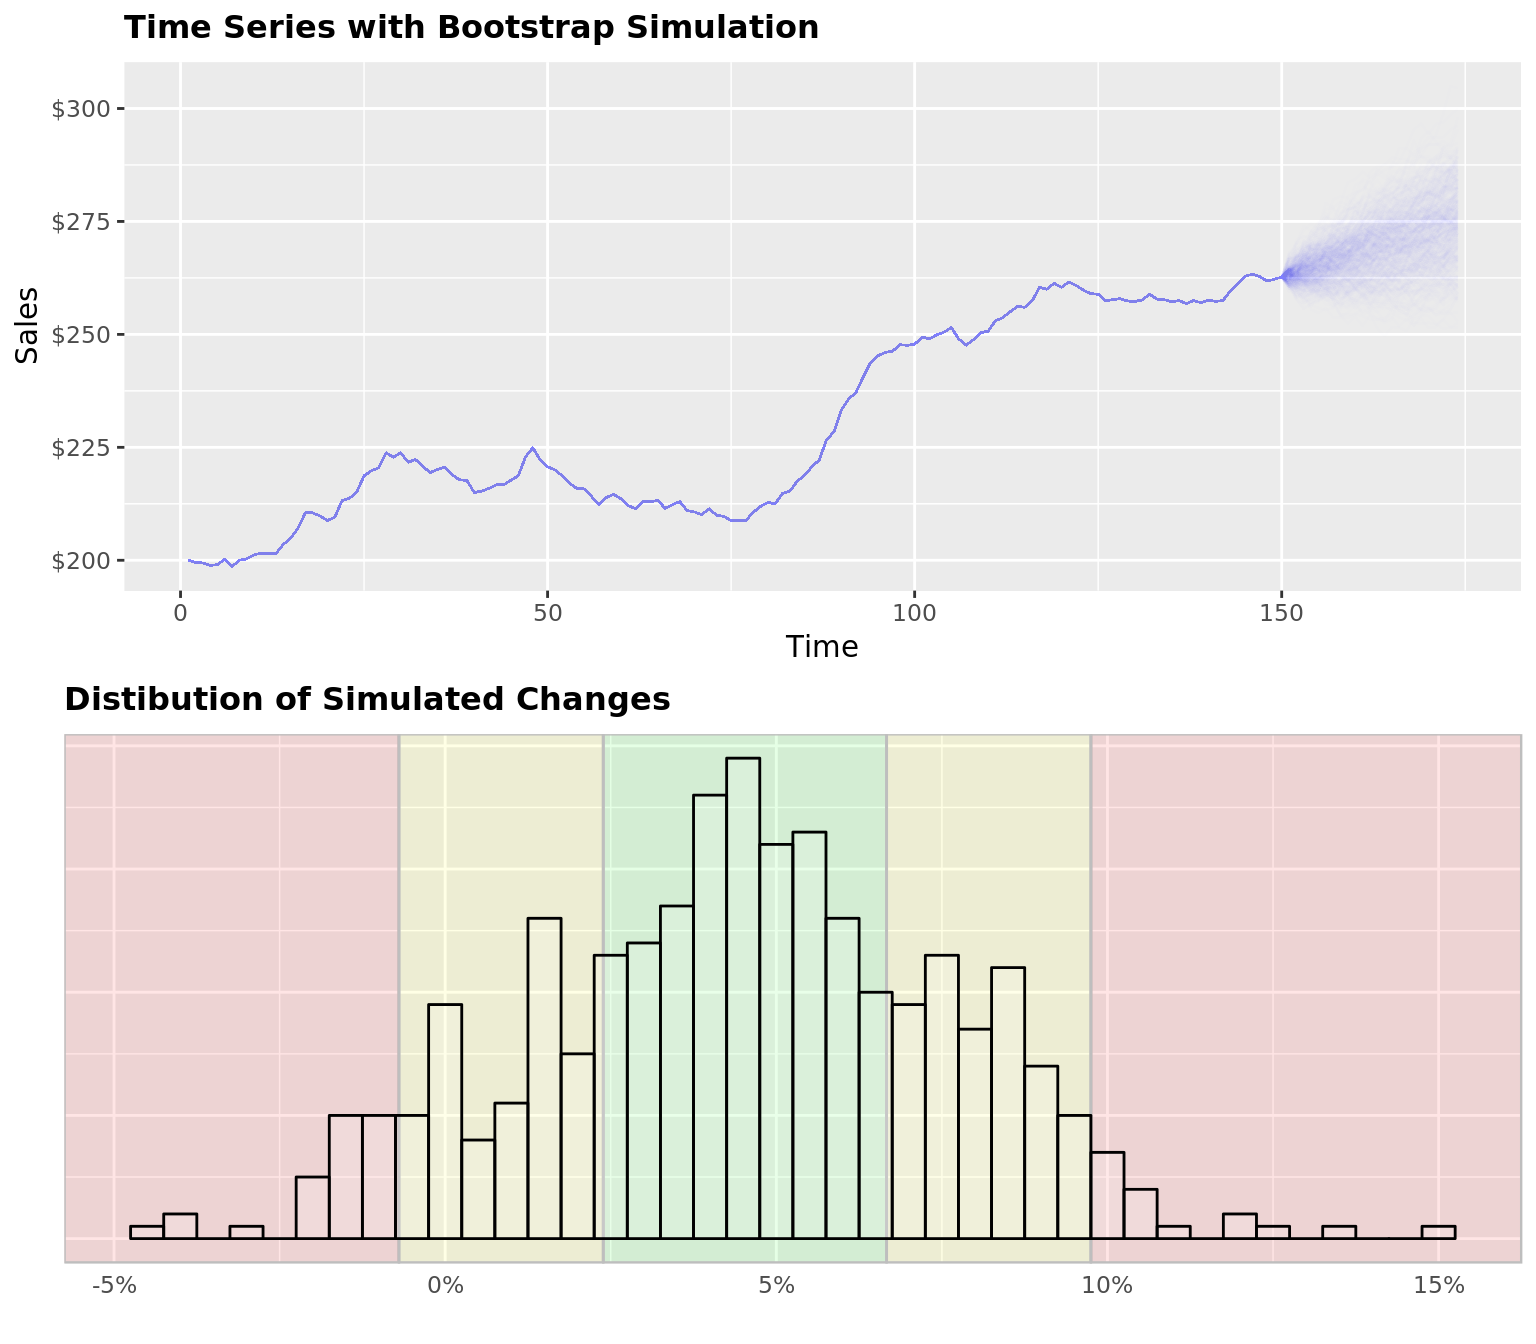 Time Series with Bootstrap Simulation
$300
$275
$250
$225
$200
Sales
0 50 100 150
Time
Distibution of Simulated Changes
-5% 0% 5% 10% 15%